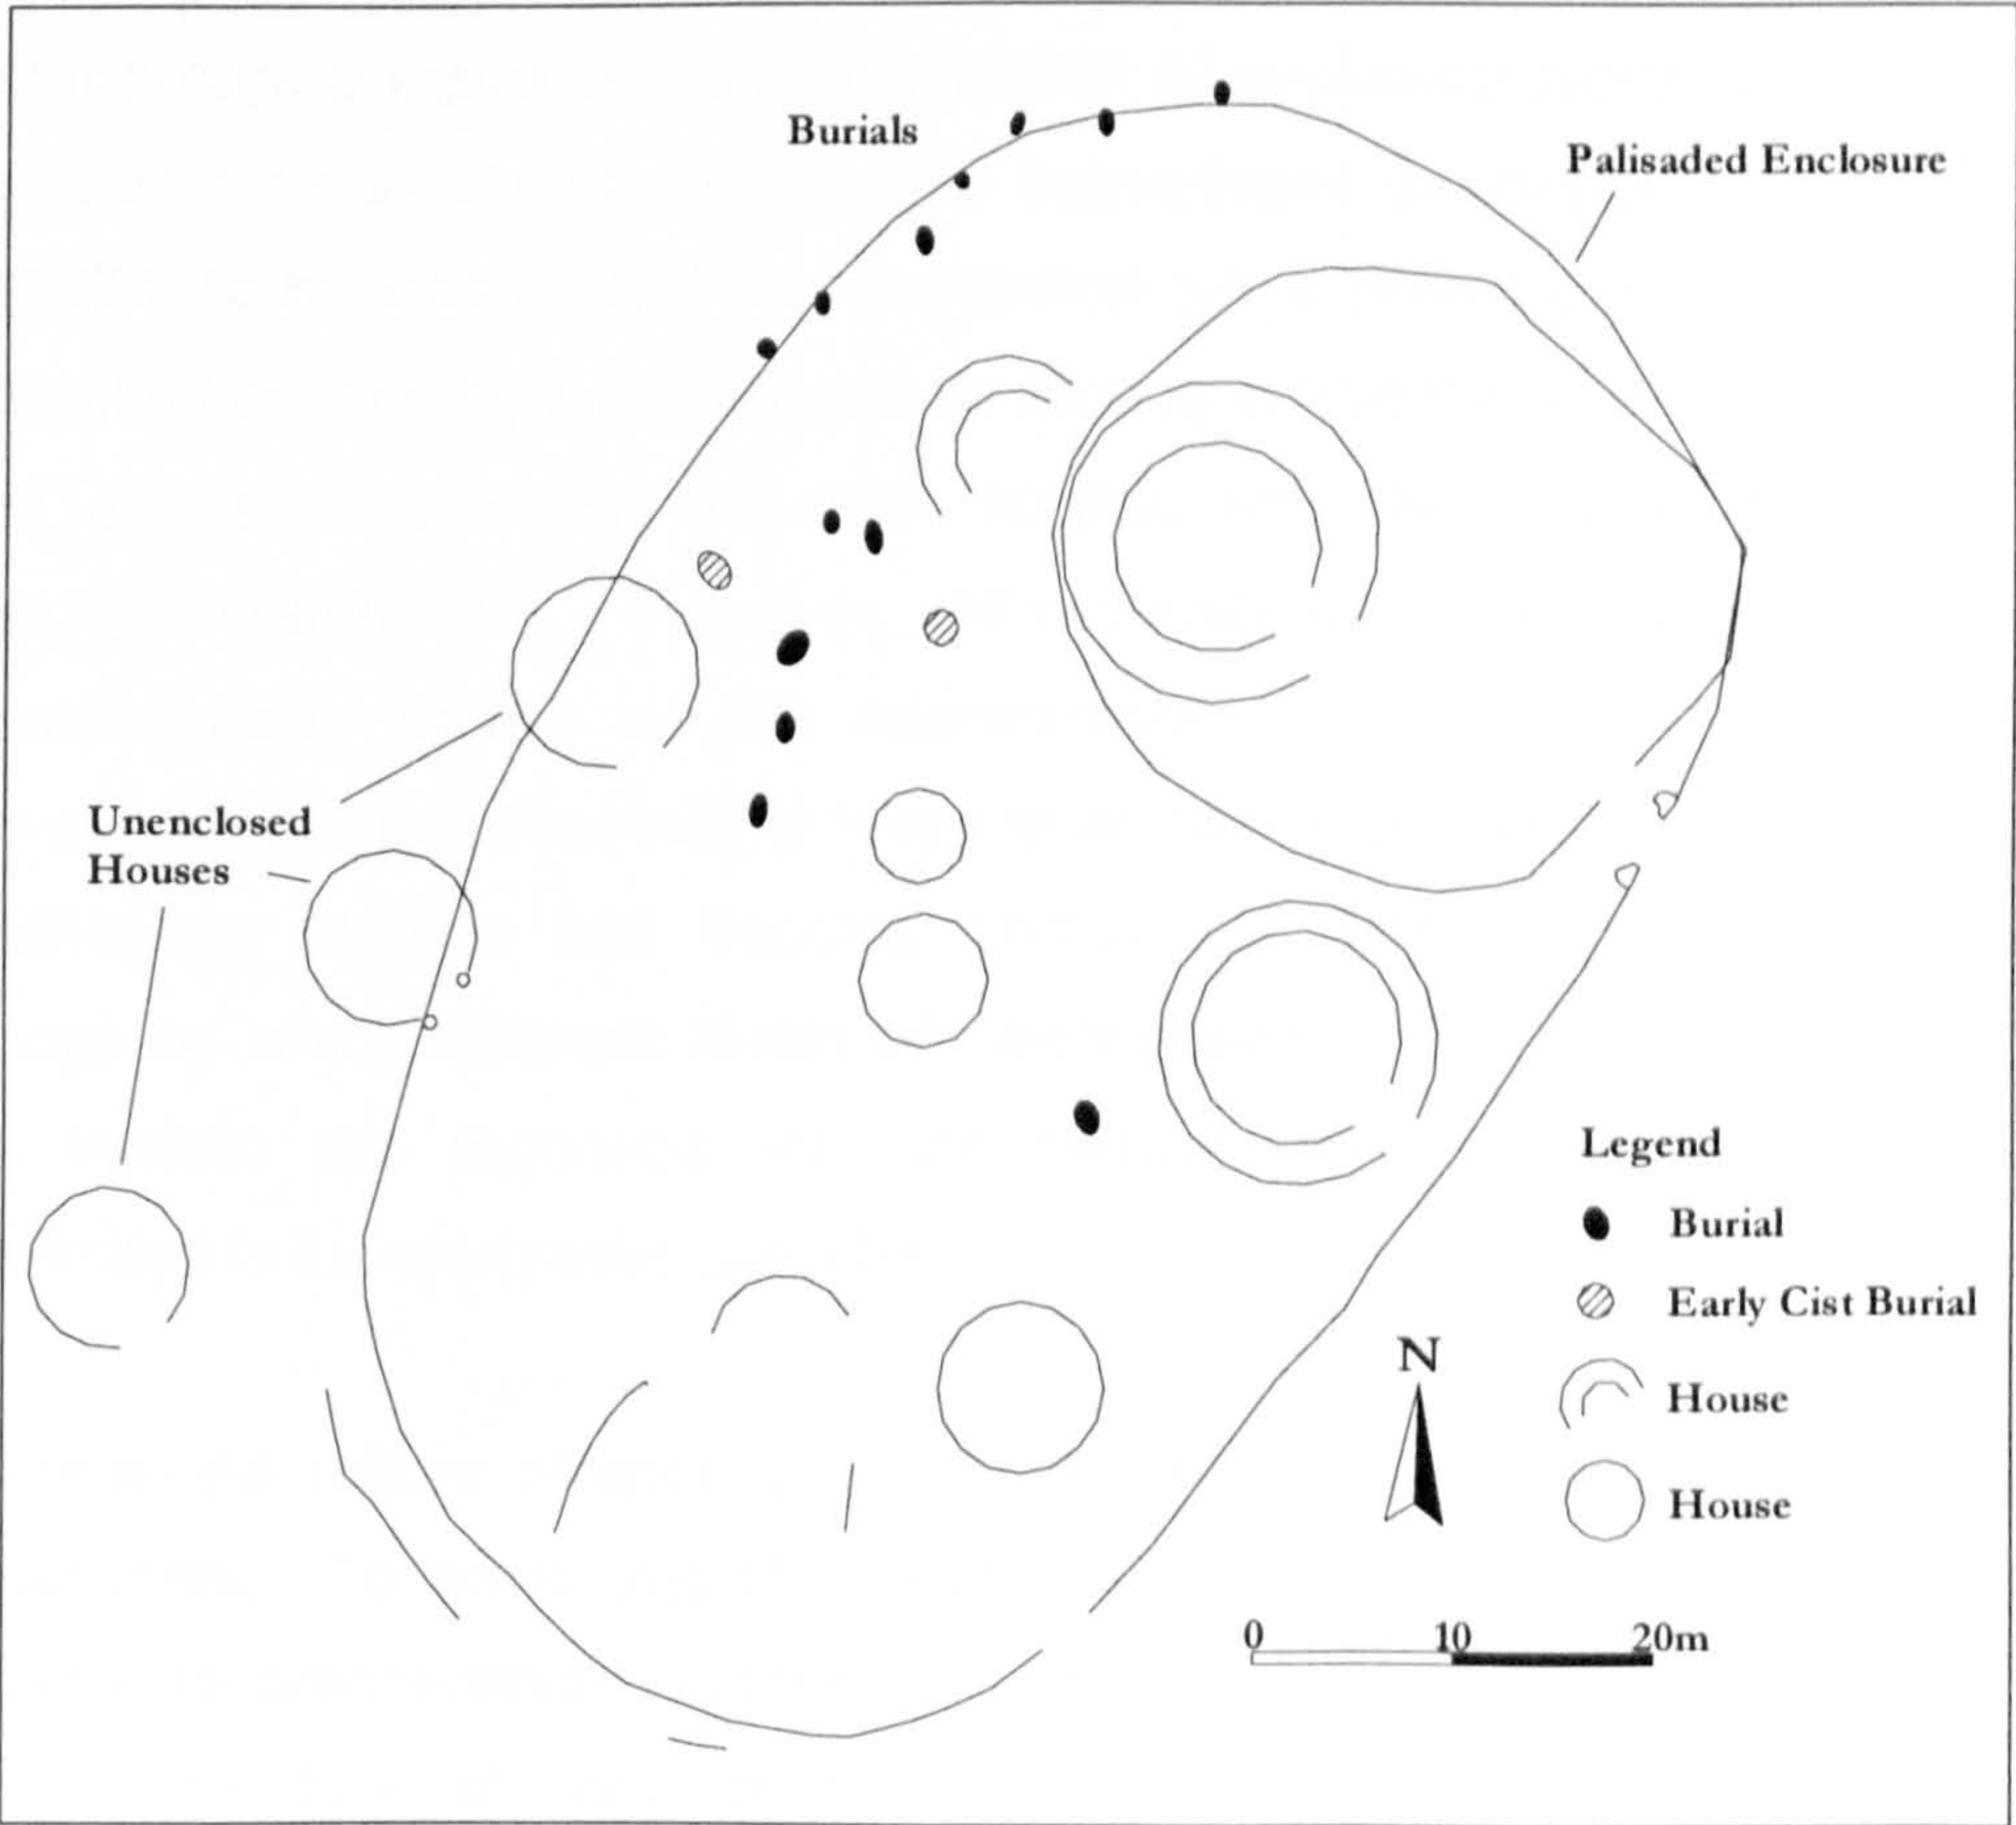 Burials
Palisaded Enclosure
Unenclosed
Houses
Legend
Burial
Early Cist Burial
N
House
House
0 10 20m